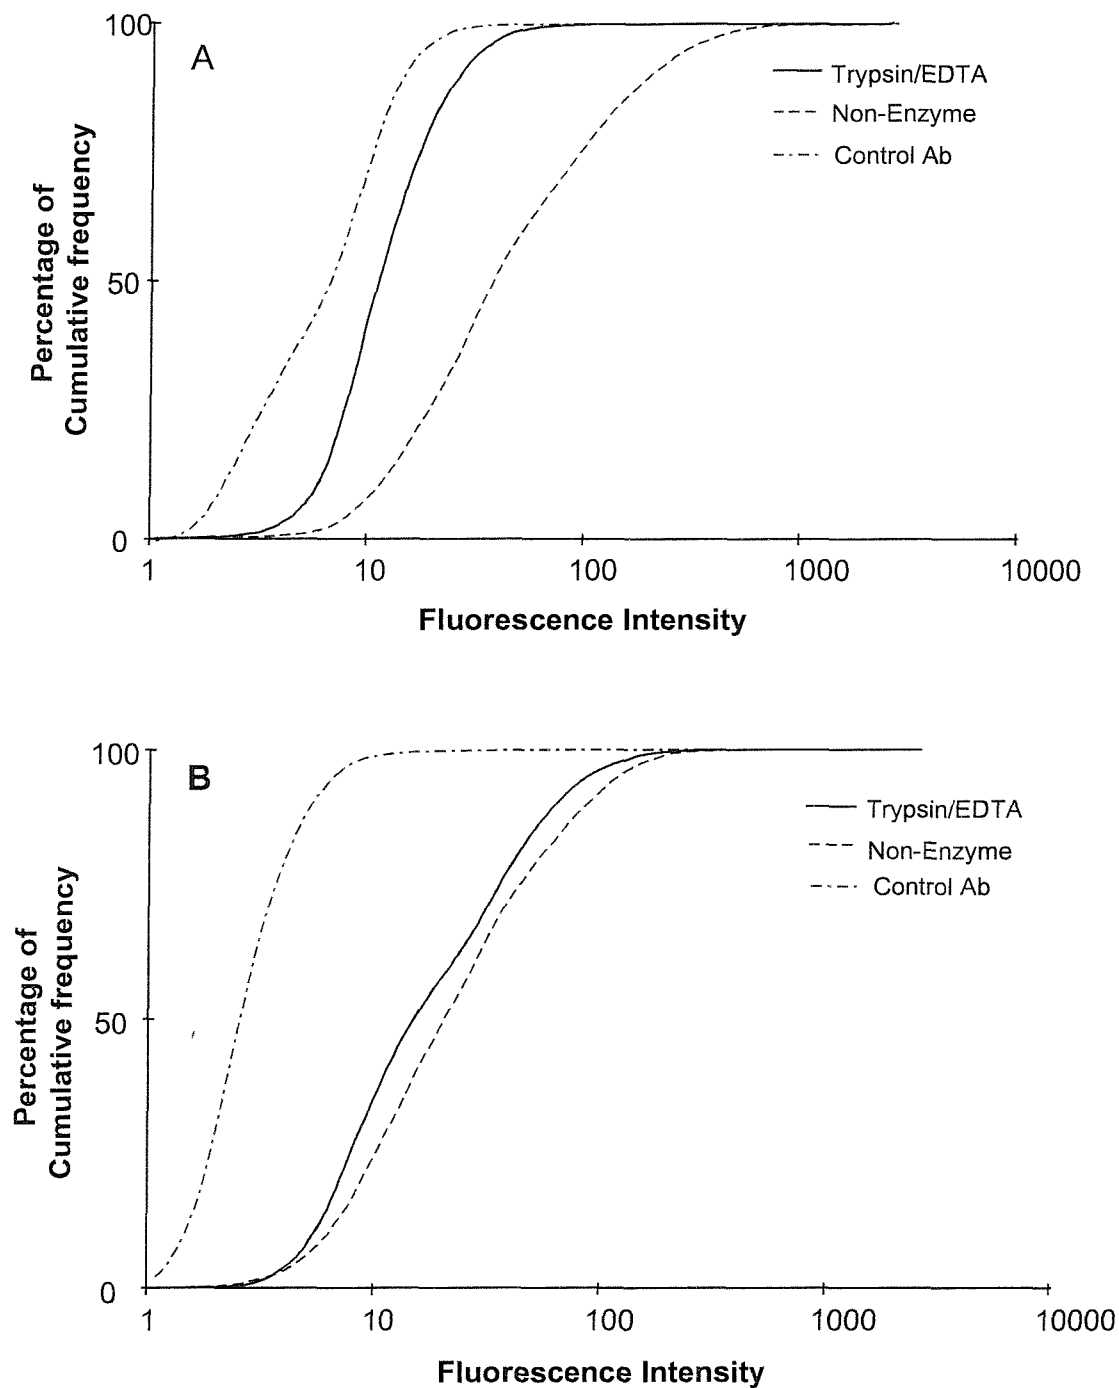 A
100
50
0
Percentage of
Cumulative frequency
Trypsin/EDTA
Non-Enzyme
Control Ab
1 10 100 1000 10000
Fluorescence Intensity
B
100
50
0
Percentage of
Cumulative frequency
Trypsin/EDTA
Non-Enzyme
Control Ab
1 10 100 1000 10000
Fluorescence Intensity